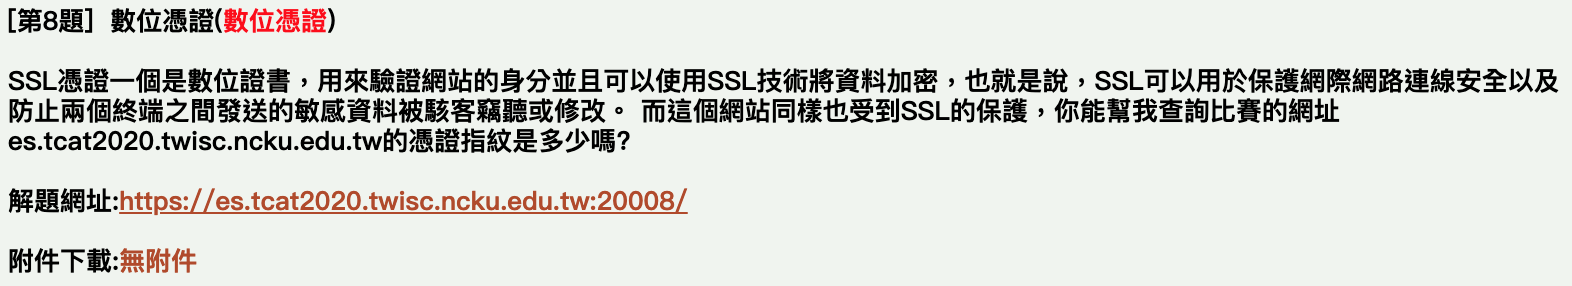 [第8題]  數位憑證(數位憑證)
SSL憑證一個是數位證書，用來驗證網站的身分並且可以使用SSL技術將資料加密，也就是說，SSL可以用於保護網際網路連線安全以及
防止兩個終端之間發送的敏感資料被駭客竊聽或修改。 而這個網站同樣也受到SSL的保護，你能幫我查詢比賽的網址
es.tcat2020.twisc.ncku.edu.tw的憑證指紋是多少嗎?
解題網址:https://es.tcat2020.twisc.ncku.edu.tw:20008/
附件下載:無附件